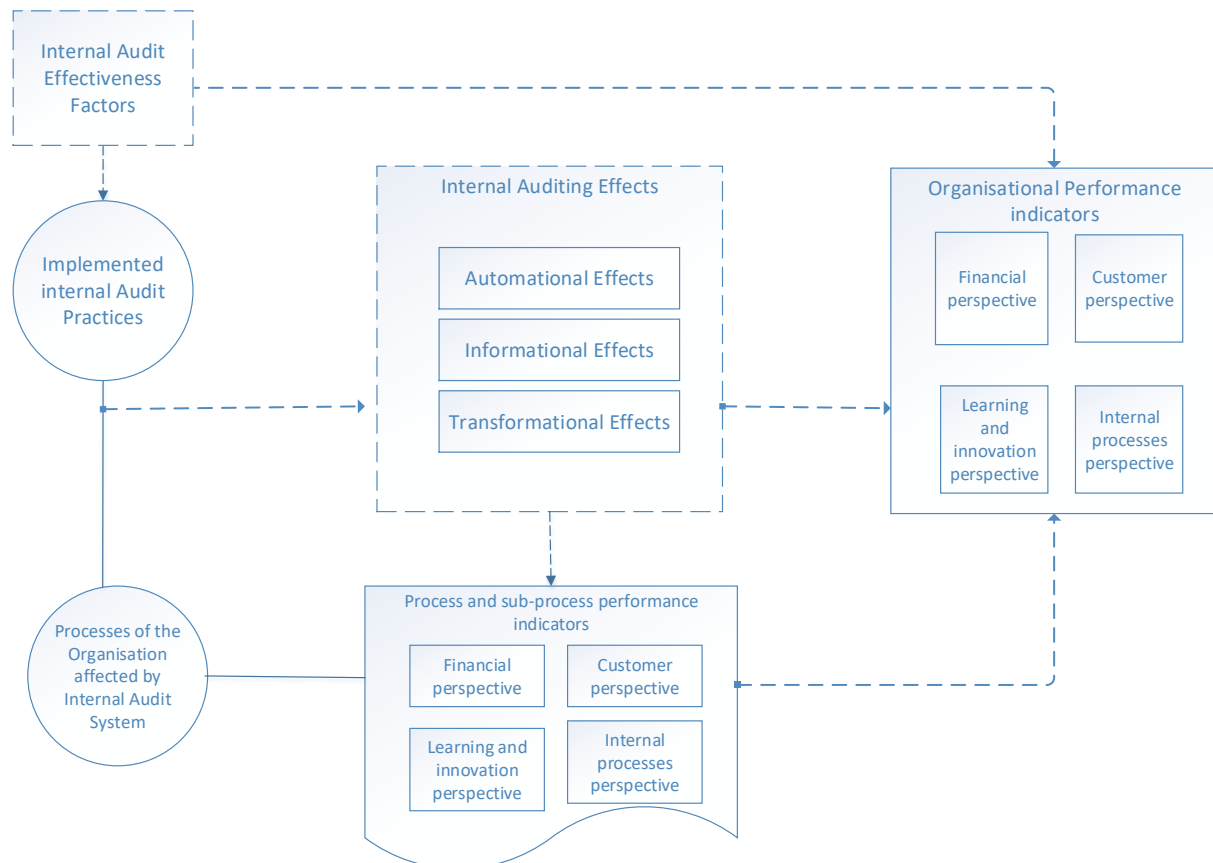 Internal Audit
Effectiveness
Factors
Implemented
internal Audit
Practices
Internal Auditing Effects
Automational Effects
Informational Effects
Transformational Effects
Organisational Performance
indicators
Financial
perspective
Customer
perspective
Learning
and
innovation
perspective
Internal
processes
perspective
Processes of the
Organisation
affected by
Internal Audit
System
Process and sub-process performance
indicators
Financial
perspective
Customer
perspective
Learning and
innovation
perspective
Internal
processes
perspective